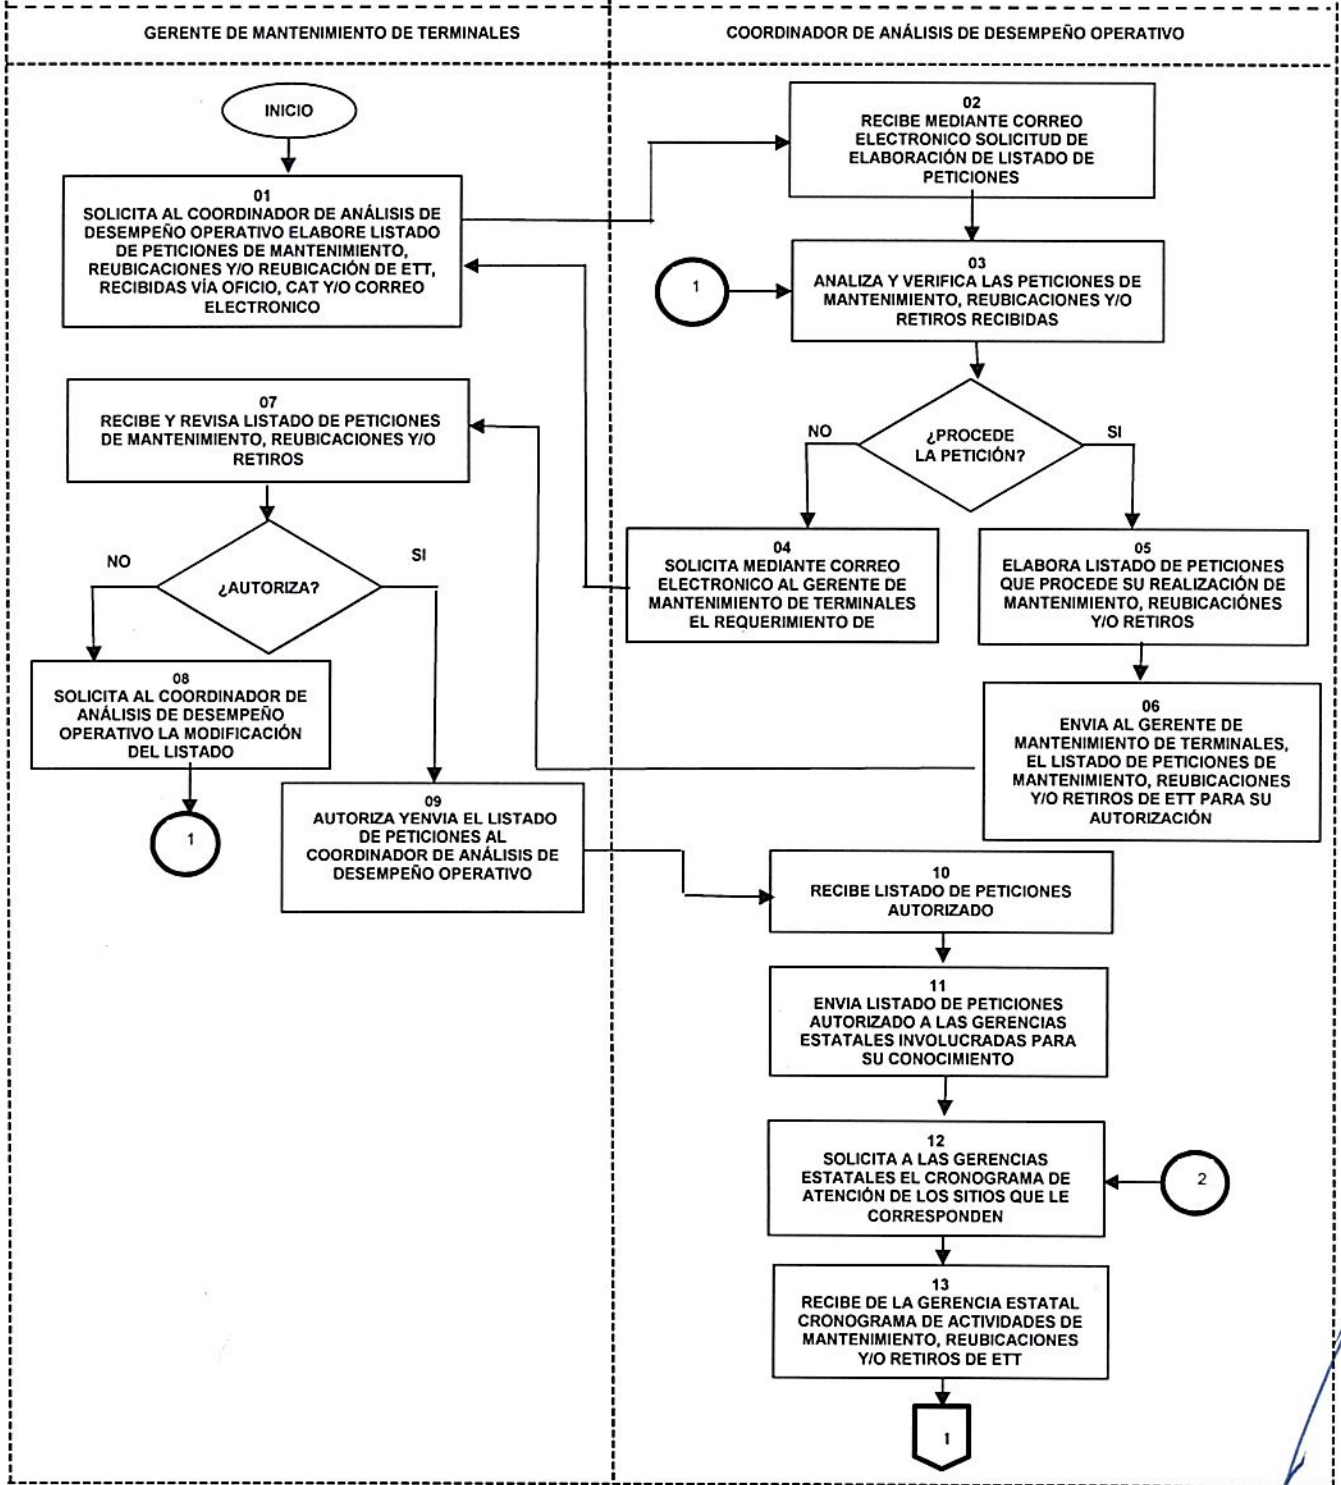 GERENTE DE MANTENIMIENTO DE TERMINALES
COORDINADOR DE ANÁLISIS DE DESEMPEÑO OPERATIVO
INICIO
01
SOLICITA AL COORDINADOR DE ANÁLISIS DE
DESEMPEÑO OPERATIVO ELABORE LISTADO
DE PETICIONES DE MANTENIMIENTO,
REUBICACIONES Y/O REUBICACIÓN DE ETT,
RECIBIDAS VÍA OFICIO, CAT Y/O CORREO
ELECTRONICO
02
RECIBE MEDIANTE CORREO
ELECTRONICO SOLICITUD DE
ELABORACIÓN DE LISTADO DE
PETICIONES
1
03
ANALIZA Y VERIFICA LAS PETICIONES DE
MANTENIMIENTO, REUBICACIONES Y/O
RETIROS RECIBIDAS
¿PROCEDE
LA PETICIÓN?
NO
SI
04
SOLICITA MEDIANTE CORREO
ELECTRONICO AL GERENTE DE
MANTENIMIENTO DE TERMINALES
EL REQUERIMIENTO DE
05
ELABORA LISTADO DE PETICIONES
QUE PROCEDE SU REALIZACIÓN DE
MANTENIMIENTO, REUBICACIÓNES
Y/O RETIROS
06
ENVIA AL GERENTE DE
MANTENIMIENTO DE TERMINALES,
EL LISTADO DE PETICIONES DE
MANTENIMIENTO, REUBICACIONES
Y/O RETIROS DE ETT PARA SU
AUTORIZACIÓN
07
RECIBE Y REVISA LISTADO DE PETICIONES
DE MANTENIMIENTO, REUBICACIONES Y/O
RETIROS
¿AUTORIZA?
NO
SI
08
SOLICITA AL COORDINADOR DE
ANÁLISIS DE DESEMPEÑO
OPERATIVO LA MODIFICACIÓN
DEL LISTADO
1
09
AUTORIZA YENVIA EL LISTADO
DE PETICIONES AL
COORDINADOR DE ANÁLISIS DE
DESEMPEÑO OPERATIVO
10
RECIBE LISTADO DE PETICIONES
AUTORIZADO
11
ENVIA LISTADO DE PETICIONES
AUTORIZADO A LAS GERENCIAS
ESTATALES INVOLUCRADAS PARA
SU CONOCIMIENTO
12
SOLICITA A LAS GERENCIAS
ESTATALES EL CRONOGRAMA DE
ATENCIÓN DE LOS SITIOS QUE LE
CORRESPONDEN
2
13
RECIBE DE LA GERENCIA ESTATAL
CRONOGRAMA DE ACTIVIDADES DE
MANTENIMIENTO, REUBICACIONES
Y/O RETIROS DE ETT
1